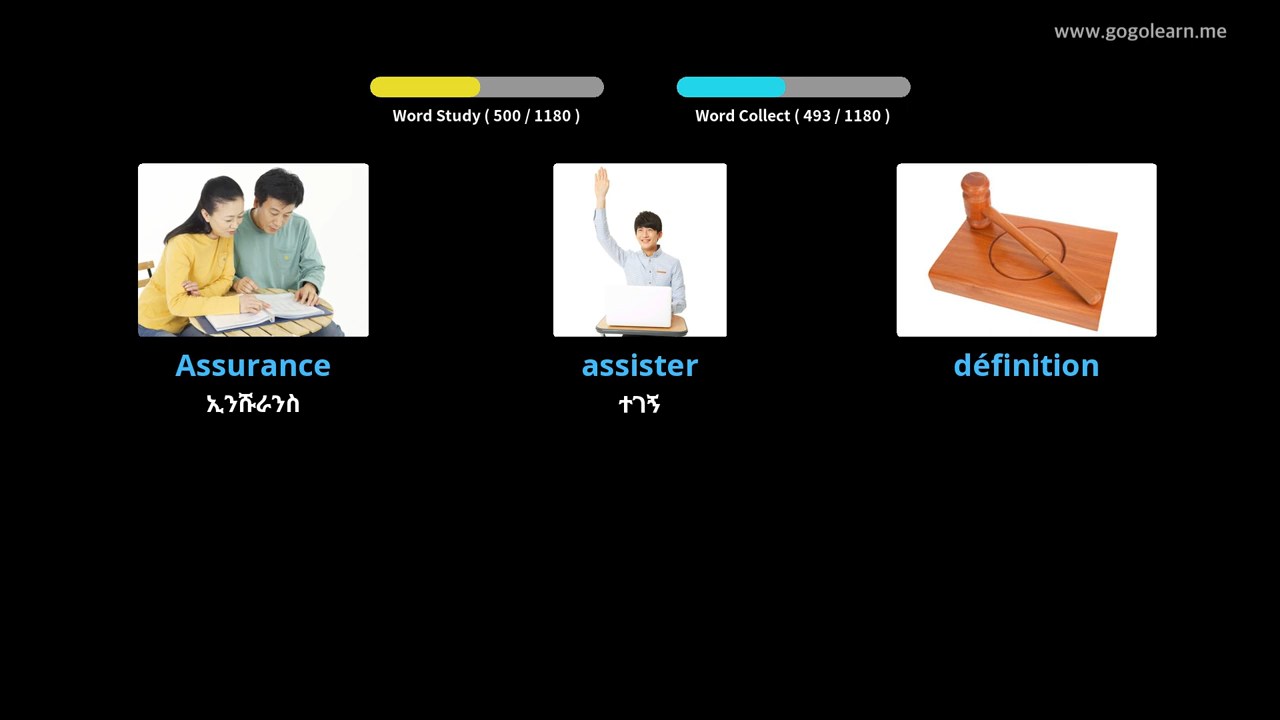 www.gogolearn.me
Word Study ( 500 / 1180 )
Word Collect ( 493 / 1180 )
Assurance
ኢንሹራንስ
assister
ተገኝ
définition